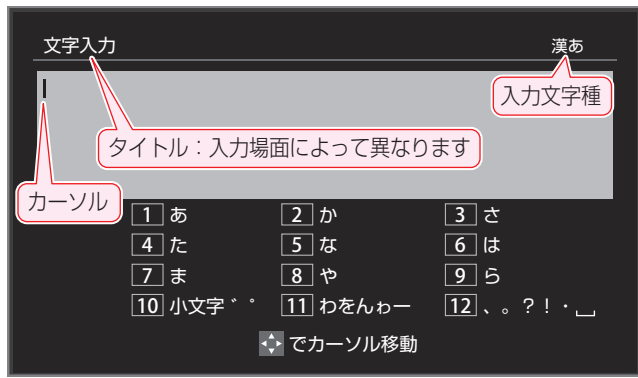 文字入力 漢あ
入力文字種
タイトル：入力場面によって異なります
カーソル
1 あ 2 か 3 さ
4 た 5 な 6 は
7 ま 8 や 9 ら
10 小文字゛゜ 11 わをんゎー 12 、。？！・␣
でカーソル移動